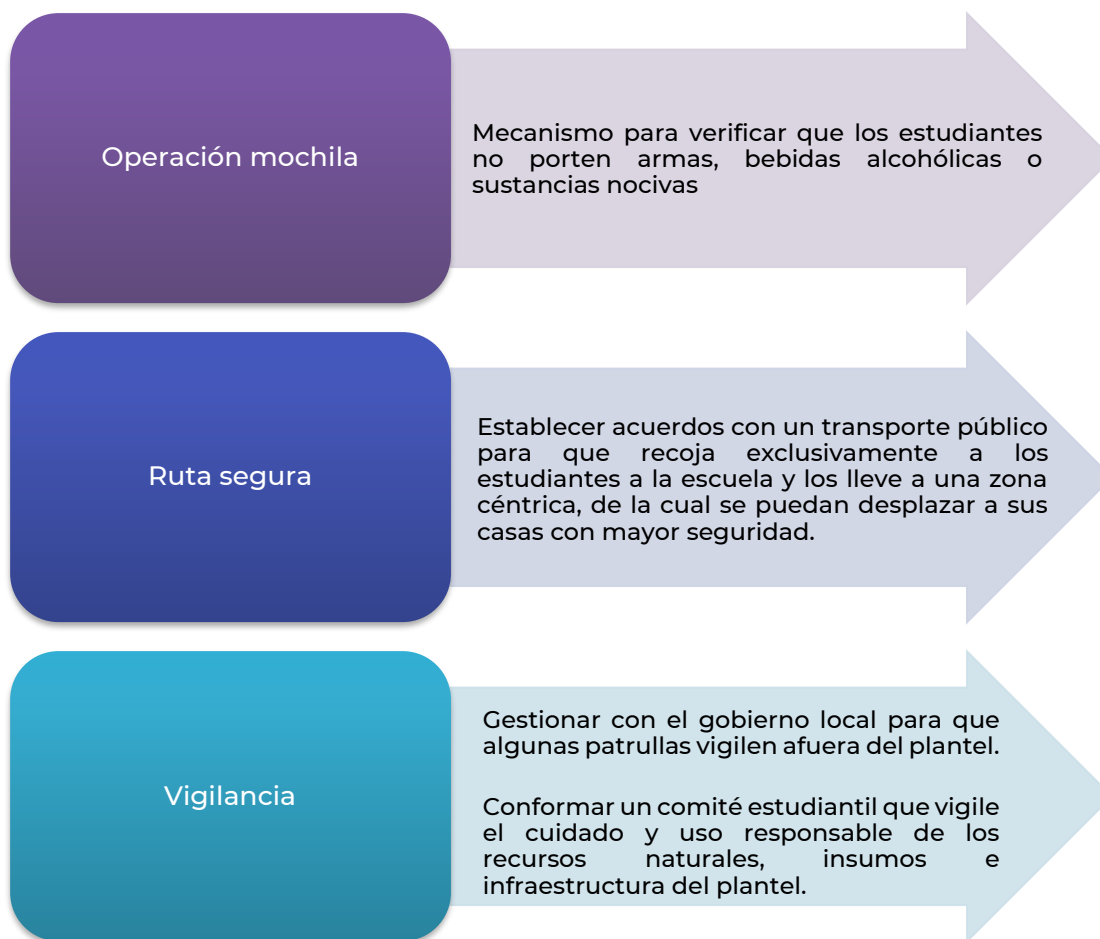 Operación mochila
Mecanismo para verificar que los estudiantes
no porten armas, bebidas alcohólicas o
sustancias nocivas
Ruta segura
Establecer acuerdos con un transporte público
para que recoja exclusivamente a los
estudiantes a la escuela y los lleve a una zona
céntrica, de la cual se puedan desplazar a sus
casas con mayor seguridad.
Vigilancia
Gestionar con el gobierno local para que
algunas patrullas vigilen afuera del plantel.
Conformar un comité estudiantil que vigile
el cuidado y uso responsable de los
recursos naturales, insumos e
infraestructura del plantel.